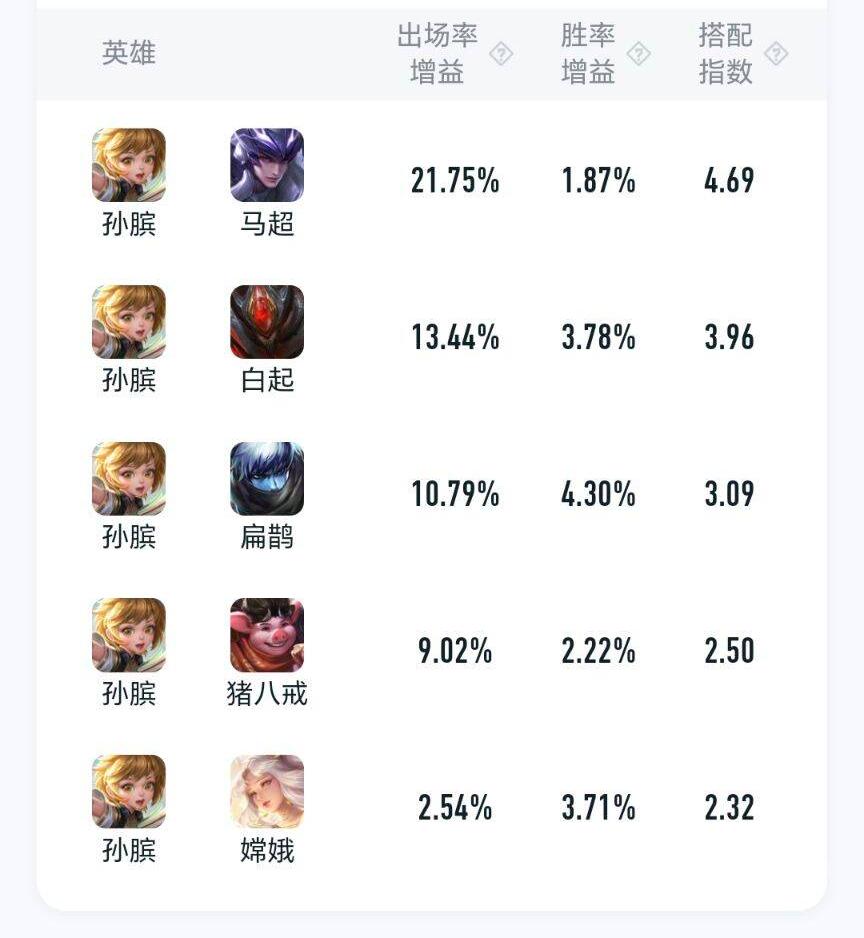 英雄
出场率
增益
胜率
增益
搭配
指数
21.75% 1.87% 4.69
孙膑 马超
13.44% 3.78% 3.96
孙膑 白起
10.79% 4.30% 3.09
孙膑 扁鹊
9.02% 2.22% 2.50
孙膑 猪八戒
2.54% 3.71% 2.32
孙膑 嫦娥